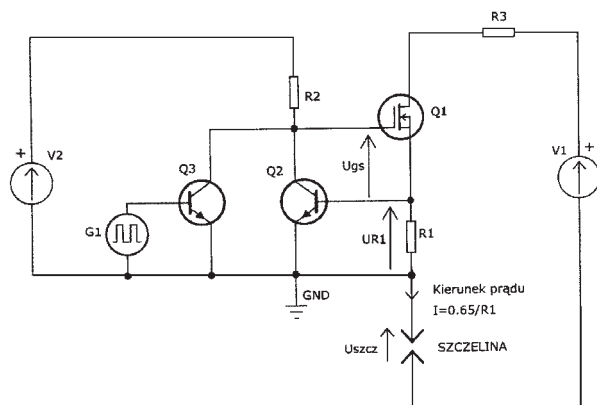 R3
R2
Q1
V2
+
Q3
Q2
Ugs
V1
+
G1
UR1
R1
GND
Kierunek prądu
I=0.65/R1
Uszcz
SZCZELINA